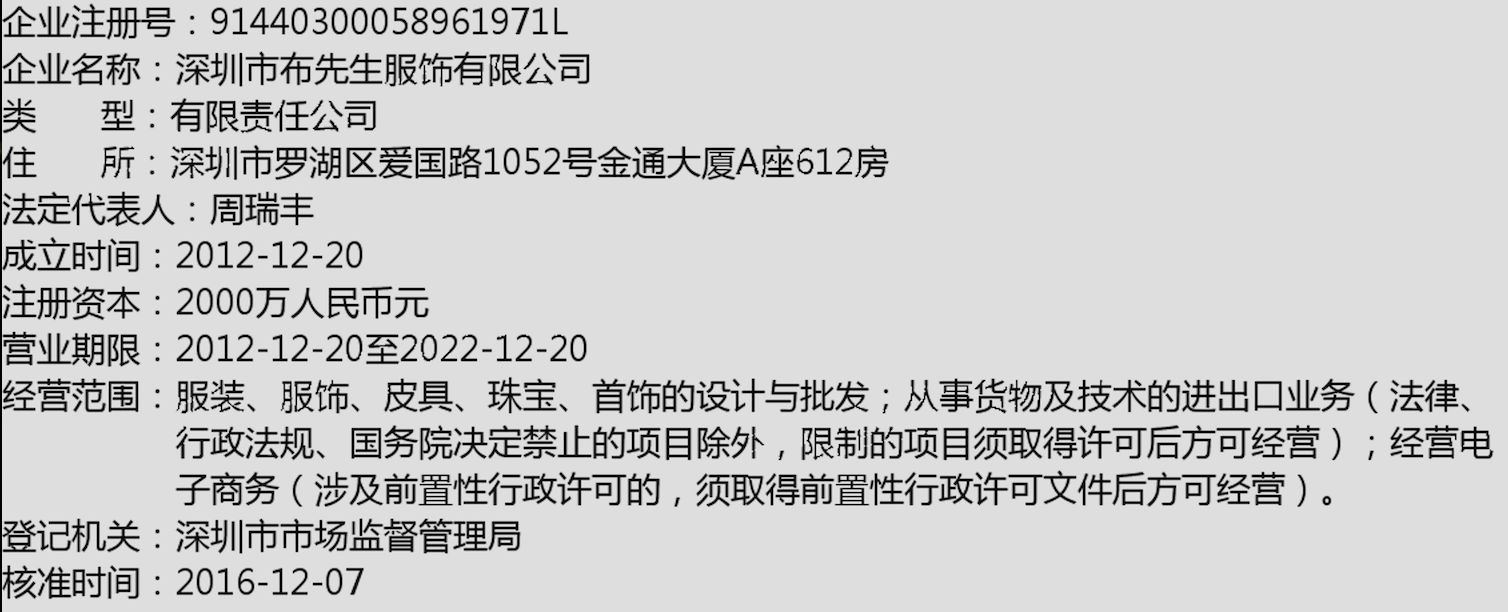 企业注册号：91440300058961971L
企业名称：深圳市布先生服饰有限公司
类　　型：有限责任公司
住　　所：深圳市罗湖区爱国路1052号金通大厦A座612房
法定代表人：周瑞丰
成立时间：2012-12-20
注册资本：2000万人民币元
营业期限：2012-12-20至2022-12-20
经营范围：服装、服饰、皮具、珠宝、首饰的设计与批发；从事货物及技术的进出口业务（法律、
行政法规、国务院决定禁止的项目除外，限制的项目须取得许可后方可经营）；经营电
子商务（涉及前置性行政许可的，须取得前置性行政许可文件后方可经营）。
登记机关：深圳市市场监督管理局
核准时间：2016-12-07